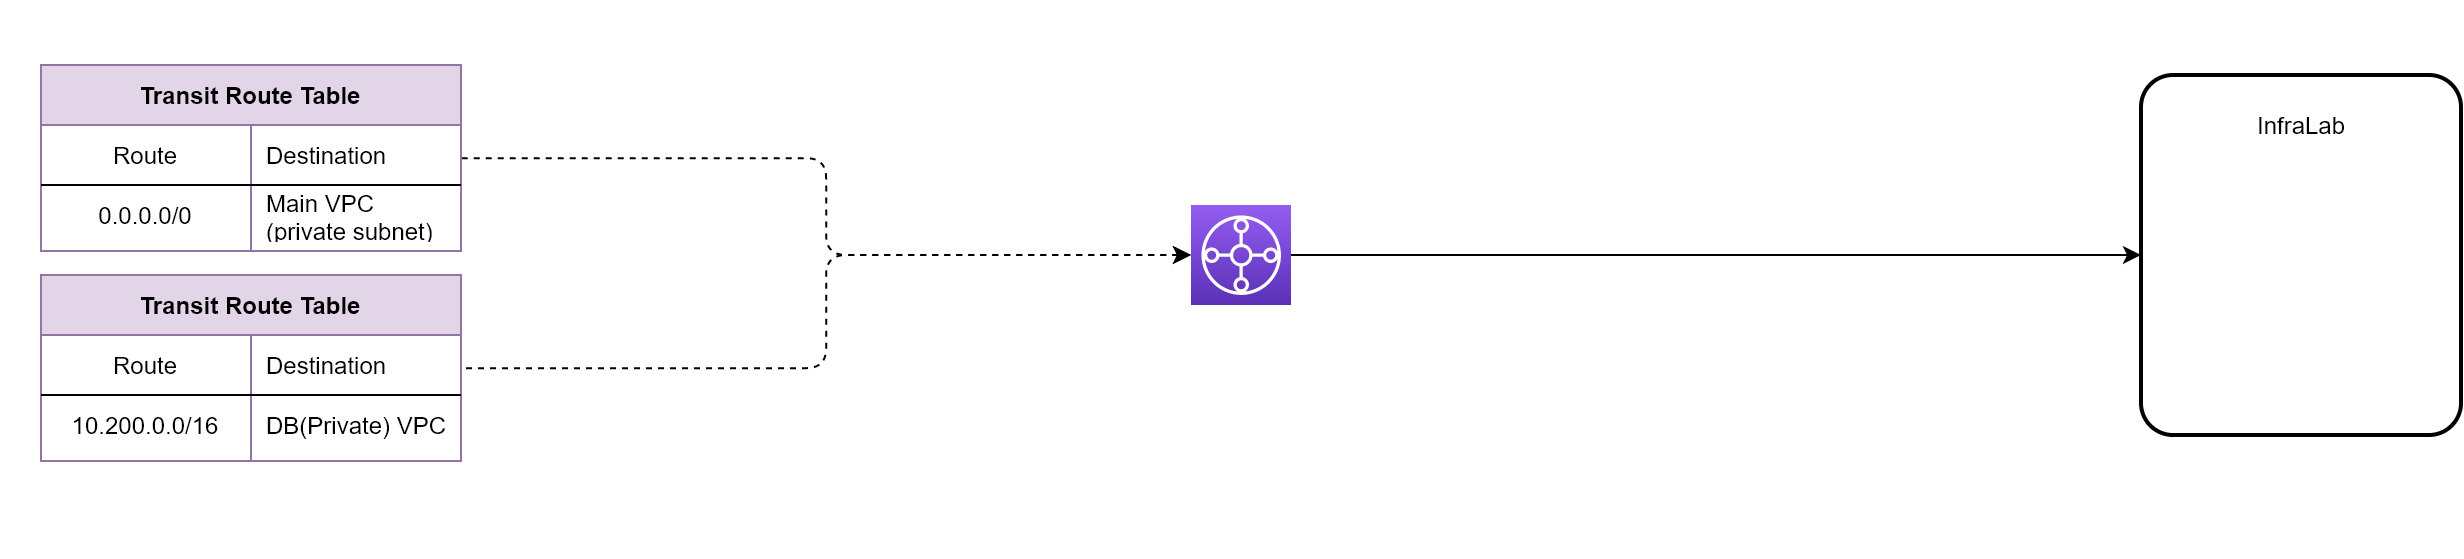 Transit Route Table
Route Destination
0.0.0.0/0 Main VPC
(private subnet)
Transit Route Table
Route Destination
10.200.0.0/16 DB(Private) VPC
InfraLab